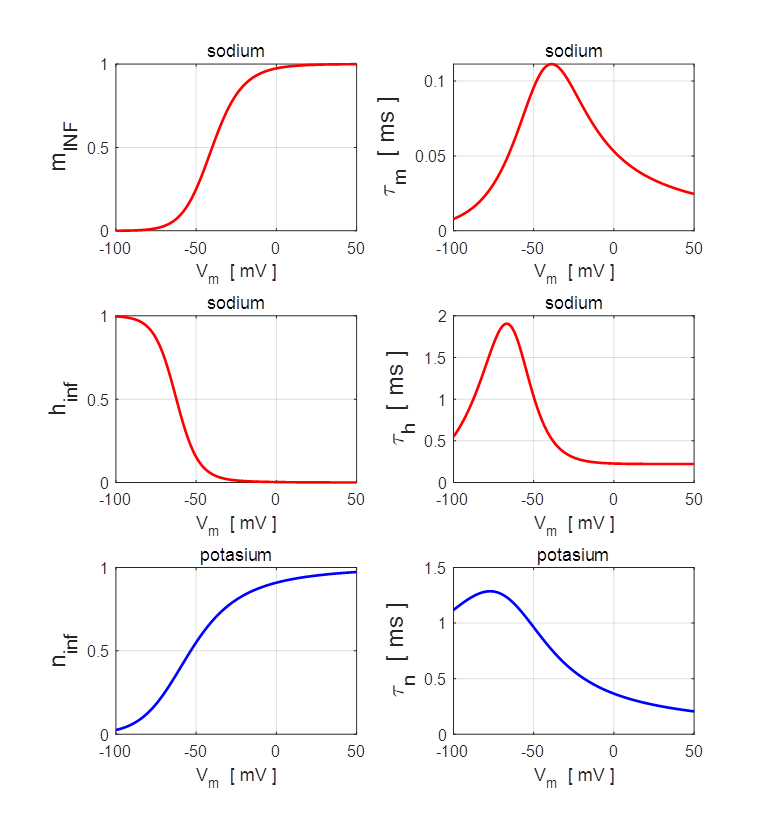 sodium
1
0.5
0
m_INF
-100 -50 0 50
V_m [ mV ]
sodium
0.1
0.05
0
τ_m [ ms ]
-100 -50 0 50
V_m [ mV ]
sodium
1
0.5
0
h_inf
-100 -50 0 50
V_m [ mV ]
sodium
2
1.5
1
0.5
0
τ_h [ ms ]
-100 -50 0 50
V_m [ mV ]
potasium
1
0.5
0
n_inf
-100 -50 0 50
V_m [ mV ]
potasium
1.5
1
0.5
0
τ_n [ ms ]
-100 -50 0 50
V_m [ mV ]